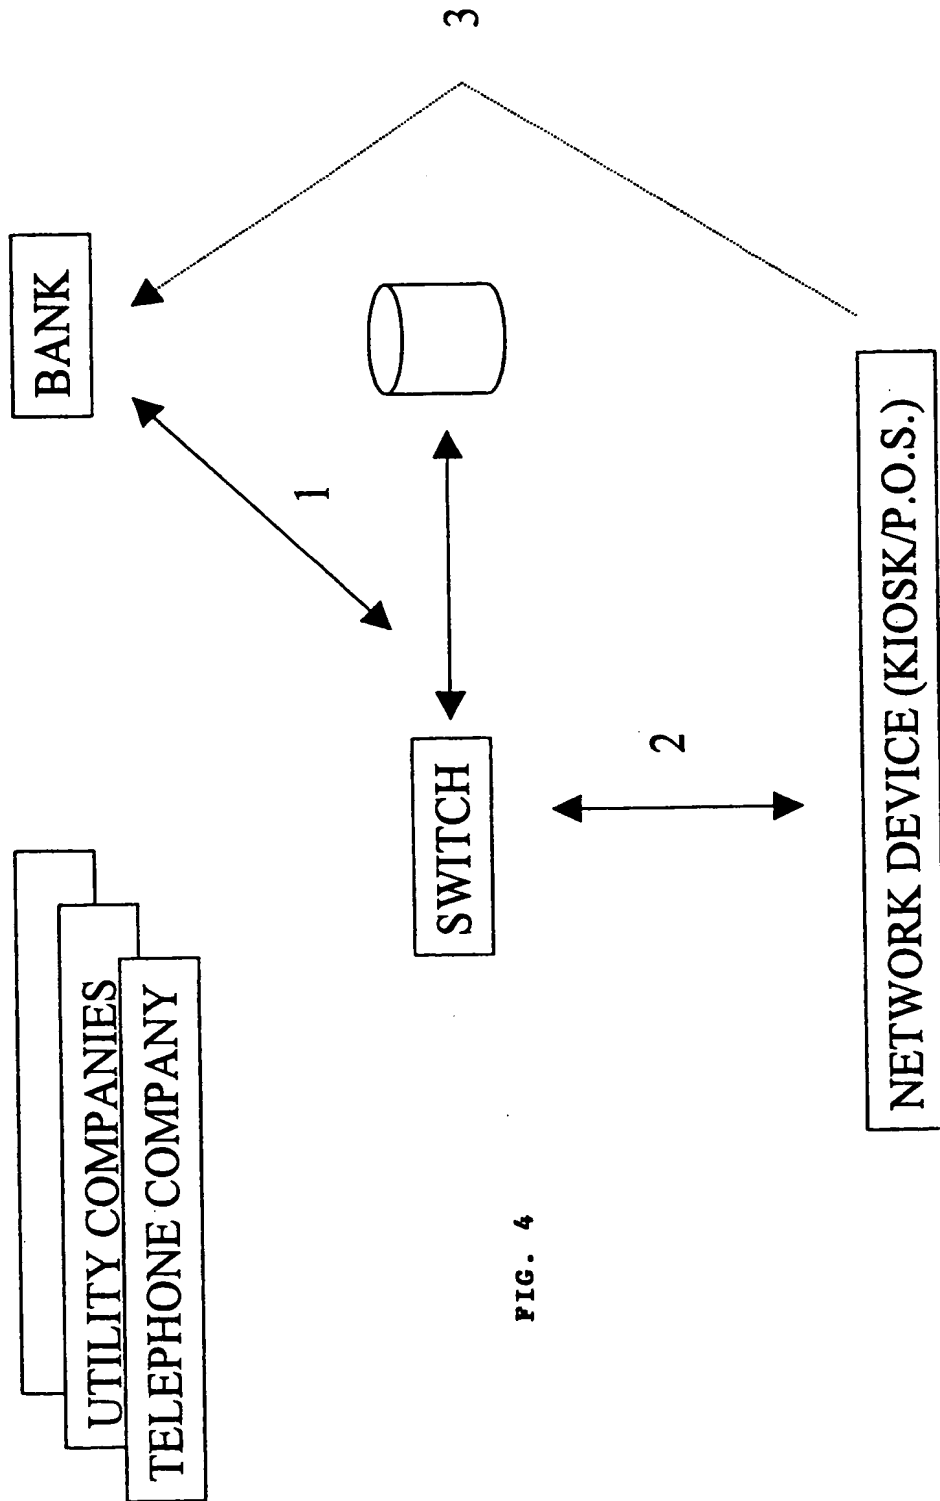 UTILITY COMPANIES
TELEPHONE COMPANY
BANK
1
3
SWITCH
2
NETWORK DEVICE (KIOSK/P.O.S.)
FIG. 4